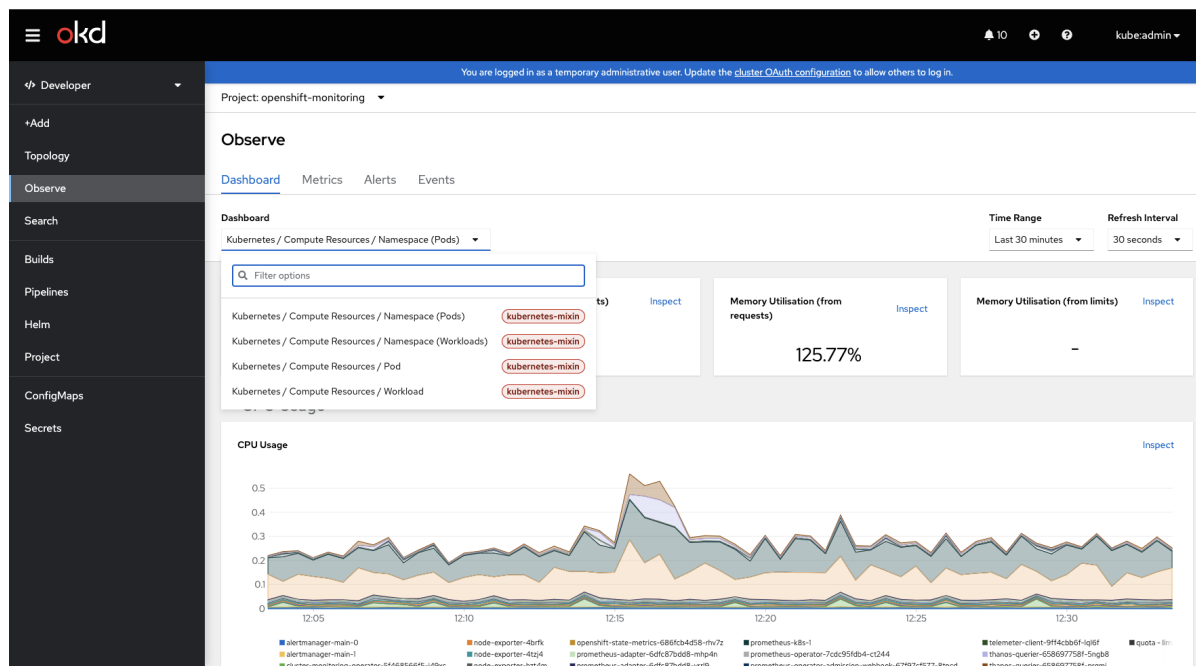 okd
10
kube:admin
Developer
You are logged in as a temporary administrative user. Update the cluster OAuth configuration to allow others to log in.
Project: openshift-monitoring
+Add
Topology
Observe
Search
Builds
Pipelines
Helm
Project
ConfigMaps
Secrets
Observe
Dashboard Metrics Alerts Events
Dashboard
Kubernetes / Compute Resources / Namespace (Pods)
Time Range
Last 30 minutes
Refresh Interval
30 seconds
Filter options
Kubernetes / Compute Resources / Namespace (Pods) kubernetes-mixin
Kubernetes / Compute Resources / Namespace (Workloads) kubernetes-mixin
Kubernetes / Compute Resources / Pod kubernetes-mixin
Kubernetes / Compute Resources / Workload kubernetes-mixin
ts) Inspect
Memory Utilisation (from
requests)
Inspect
125.77%
Memory Utilisation (from limits) Inspect
-
CPU Usage Inspect
0.5
0.4
0.3
0.2
0.1
0
12:05 12:10 12:15 12:20 12:25 12:30
alertmanager-main-0 node-exporter-4brfk openshift-state-metrics-686fcb4d58-rhv7z prometheus-k8s-1 telemeter-client-9ff4cbb6f-lql6f quota -
alertmanager-main-1 node-exporter-4tzj4 prometheus-adapter-6dfc87bdd8-mhp4n prometheus-operator-7cdc95fdb4-ct244 thanos-querier-658697758f-5ngb8